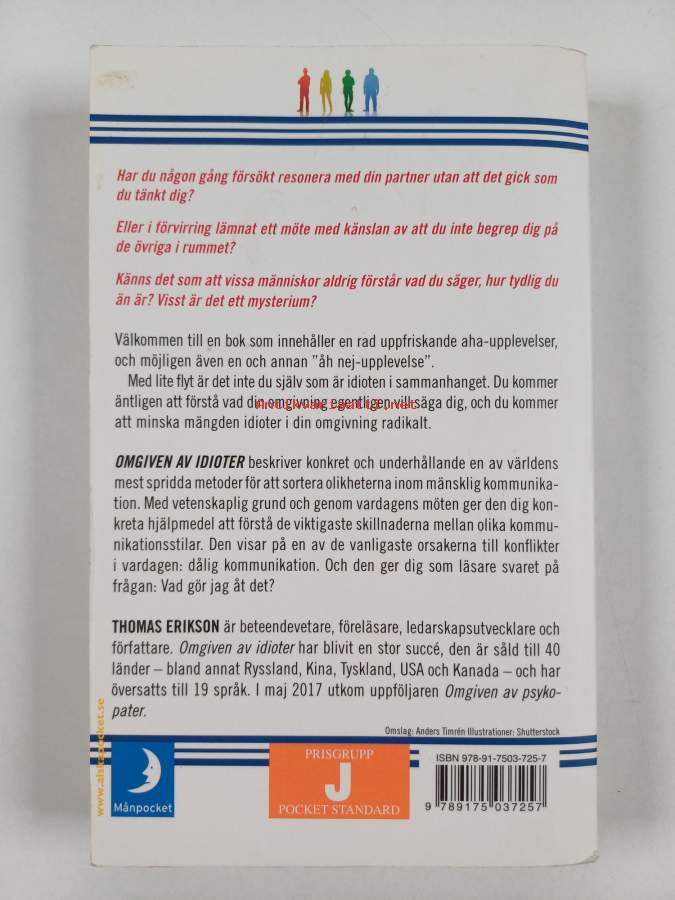 Har du någon gång försökt resonera med din partner utan att det gick som
du tänkt dig?
Eller i förvirring lämnat ett möte med känslan av att du inte begrep dig på
de övriga i rummet?
Känns det som att vissa människor aldrig förstår vad du säger, hur tydlig du
än är? Visst är det ett mysterium?
Välkommen till en bok som innehåller en rad uppfriskande aha-upplevelser,
och möjligen även en och annan ”åh nej-upplevelse”.
Med lite flyt är det inte du själv som är idioten i sammanhanget. Du kommer
äntligen att förstå vad din omgivning egentligen vill säga dig, och du kommer
att minska mängden idioter i din omgivning radikalt.
OMGIVEN AV IDIOTER beskriver konkret och underhållande en av världens
mest spridda metoder för att sortera olikheterna inom mänsklig kommunika-
tion. Med vetenskaplig grund och genom vardagens möten ger den dig kon-
kreta hjälpmedel att förstå de viktigaste skillnaderna mellan olika kommu-
nikationsstilar. Den visar på en av de vanligaste orsakerna till konflikter
i vardagen: dålig kommunikation. Och den ger dig som läsare svaret på
frågan: Vad gör jag åt det?
THOMAS ERIKSON är beteendevetare, föreläsare, ledarskapsutvecklare och
författare. Omgiven av idioter har blivit en stor succé, den är såld till 40
länder – bland annat Ryssland, Kina, Tyskland, USA och Kanada – och har
översatts till 19 språk. I maj 2017 utkom uppföljaren Omgiven av psyko-
pater.
Omslag: Anders Timrén Illustrationer: Shutterstock
www.alskapocket.se
Månpocket
PRISGRUPP
J
POCKET STANDARD
ISBN 978-91-7503-725-7
9 789175 037257